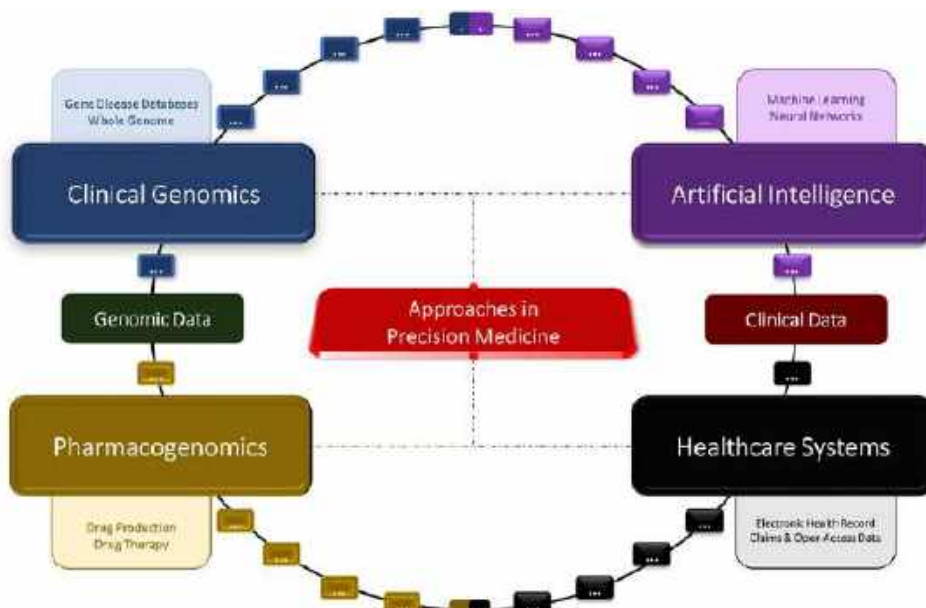 Gene Disease Databases
Whole Genome
Machine Learning
Neural Networks
Clinical Genomics
Artificial Intelligence
Genomic Data
Approaches in
Precision Medicine
Clinical Data
Pharmacogenomics
Healthcare Systems
Drug Production
Drug Therapy
Electronic Health Record
Claims & Open Access Data